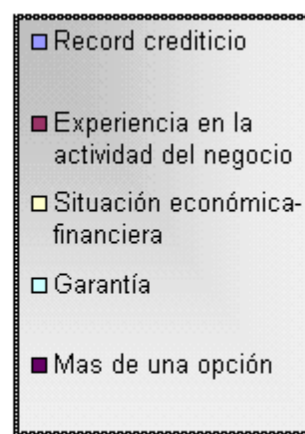 Record crediticio
Experiencia en la
actividad del negocio
Situación económica-
financiera
Garantía
Mas de una opción